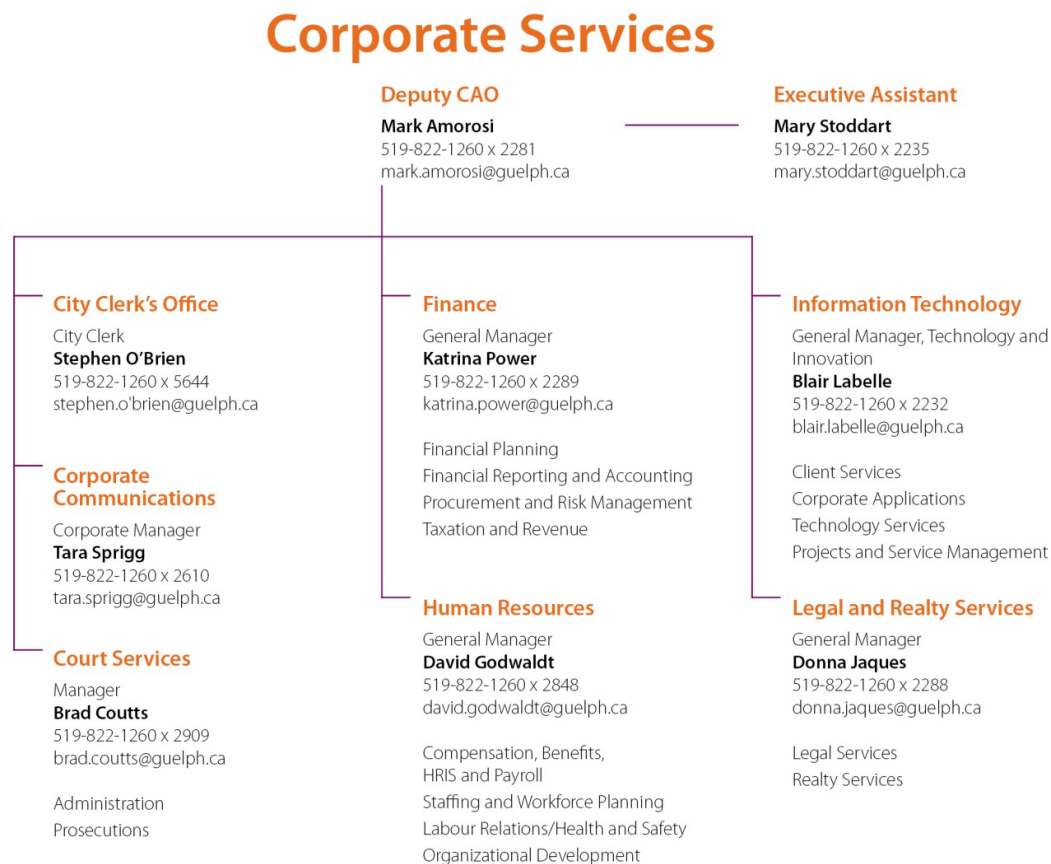 Corporate Services
Deputy CAO
Mark Amorosi
519-822-1260 x 2281
mark.amorosi@guelph.ca
Executive Assistant
Mary Stoddart
519-822-1260 x 2235
mary.stoddart@guelph.ca
City Clerk’s Office
City Clerk
Stephen O’Brien
519-822-1260 x 5644
stephen.o'brien@guelph.ca
Corporate
Communications
Corporate Manager
Tara Sprigg
519-822-1260 x 2610
tara.sprigg@guelph.ca
Court Services
Manager
Brad Coutts
519-822-1260 x 2909
brad.coutts@guelph.ca
Administration
Prosecutions
Finance
General Manager
Katrina Power
519-822-1260 x 2289
katrina.power@guelph.ca
Financial Planning
Financial Reporting and Accounting
Procurement and Risk Management
Taxation and Revenue
Human Resources
General Manager
David Godwaldt
519-822-1260 x 2848
david.godwaldt@guelph.ca
Compensation, Benefits,
HRIS and Payroll
Staffing and Workforce Planning
Labour Relations/Health and Safety
Organizational Development
Information Technology
General Manager, Technology and
Innovation
Blair Labelle
519-822-1260 x 2232
blair.labelle@guelph.ca
Client Services
Corporate Applications
Technology Services
Projects and Service Management
Legal and Realty Services
General Manager
Donna Jaques
519-822-1260 x 2288
donna.jaques@guelph.ca
Legal Services
Realty Services